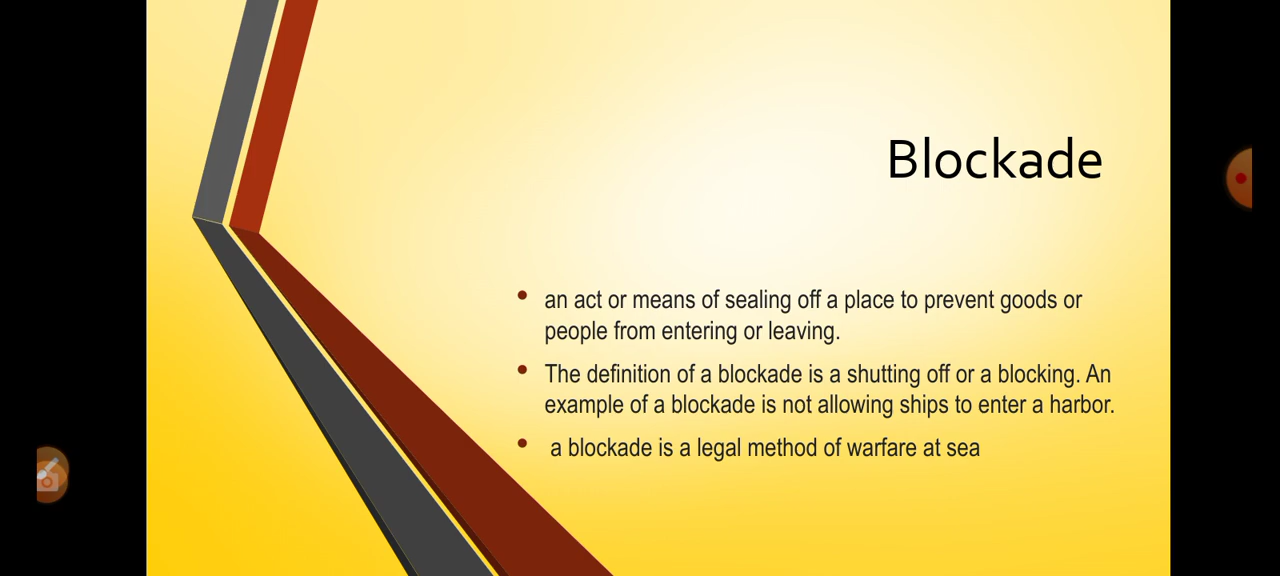 Blockade
• an act or means of sealing off a place to prevent goods or
people from entering or leaving.
• The definition of a blockade is a shutting off or a blocking. An
example of a blockade is not allowing ships to enter a harbor.
• a blockade is a legal method of warfare at sea